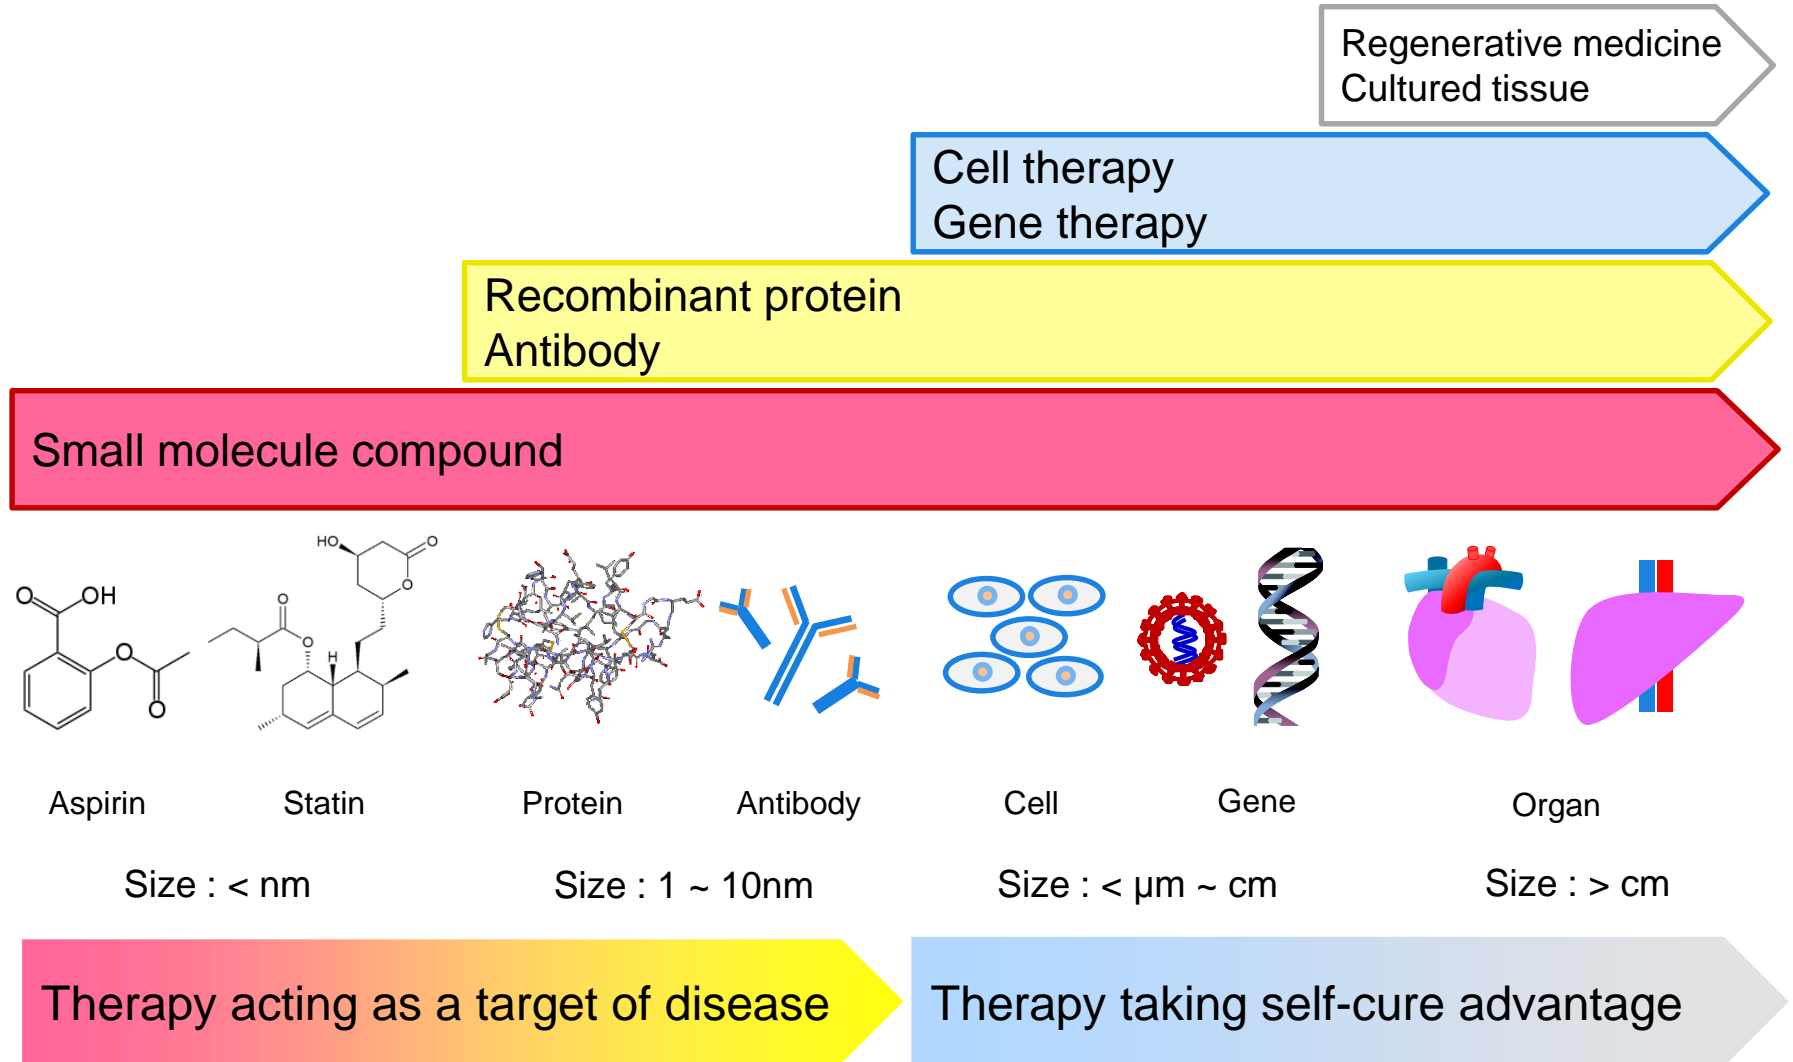 Regenerative medicine
Cultured tissue
Cell therapy
Gene therapy
Recombinant protein
Antibody
Small molecule compound
HO
O
O
O
OH
O
O
O
O
H
O
Aspirin
Statin
Protein
Antibody
Cell
Gene
Organ
Size : < nm
Size : 1 ~ 10nm
Size : < µm ~ cm
Size : > cm
Therapy acting as a target of disease
Therapy taking self-cure advantage